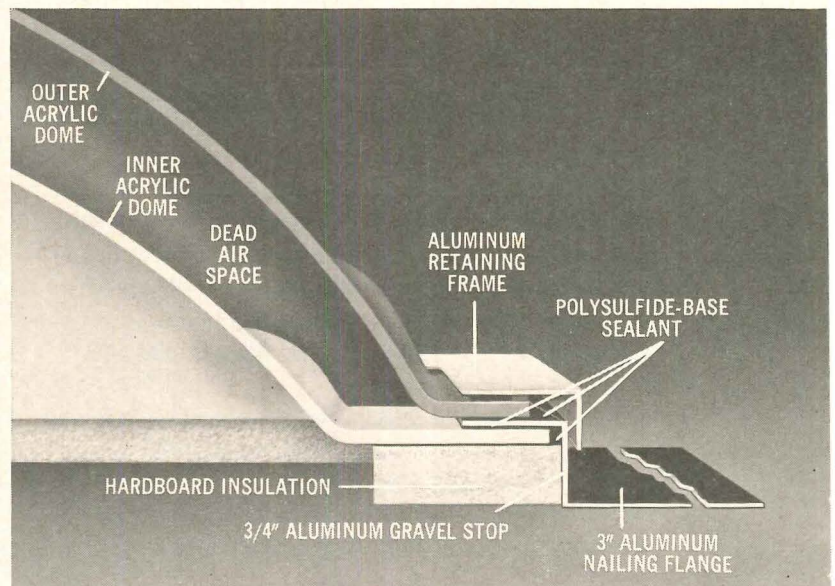 OUTER
ACRYLIC
DOME
INNER
ACRYLIC
DOME
DEAD
AIR
SPACE
ALUMINUM
RETAINING
FRAME
POLYSULFIDE-BASE
SEALANT
HARDBOARD INSULATION
3/4" ALUMINUM GRAVEL STOP
3" ALUMINUM
NAILING FLANGE